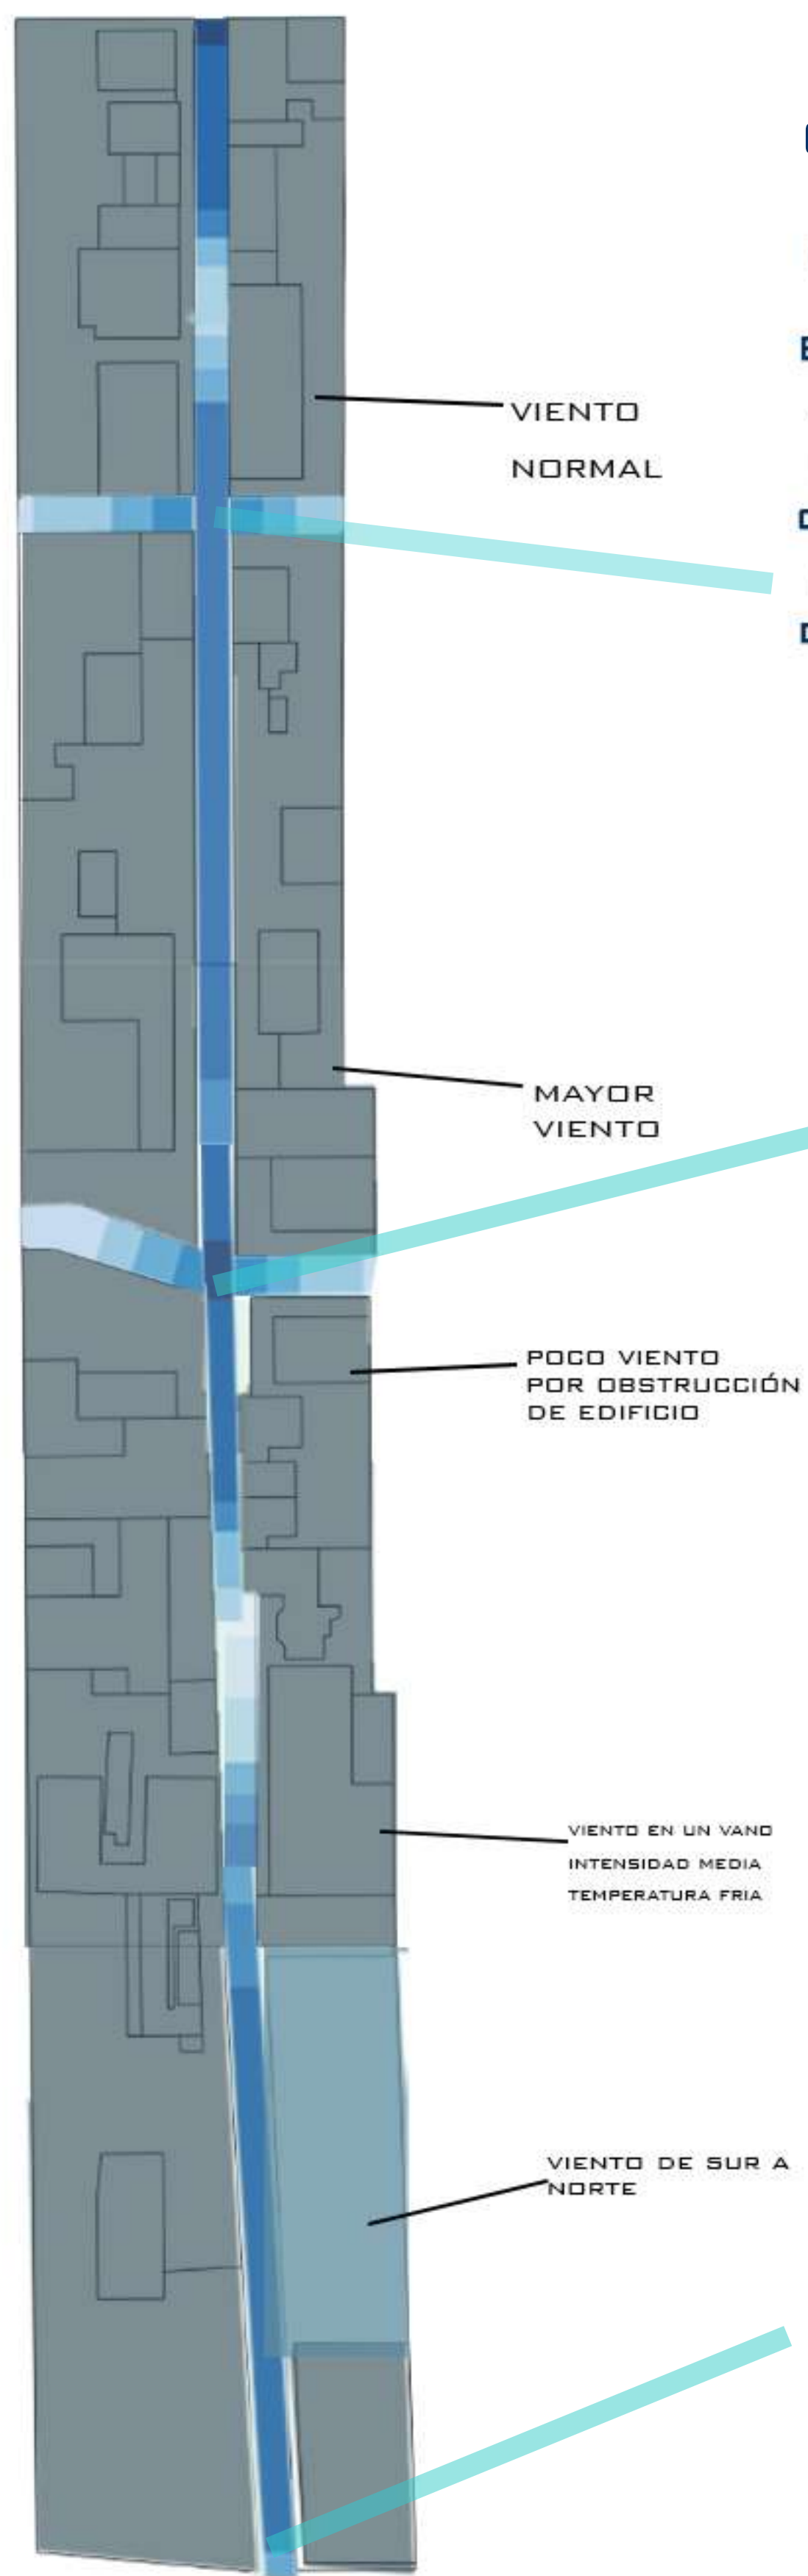 VIENTO
NORMAL
MAYOR
VIENTO
POCO VIENTO
POR OBSTRUCCIÓN
DE EDIFICIO
VIENTO EN UN VANO
INTENSIDAD MEDIA
TEMPERATURA FRIA
VIENTO DE SUR A
NORTE